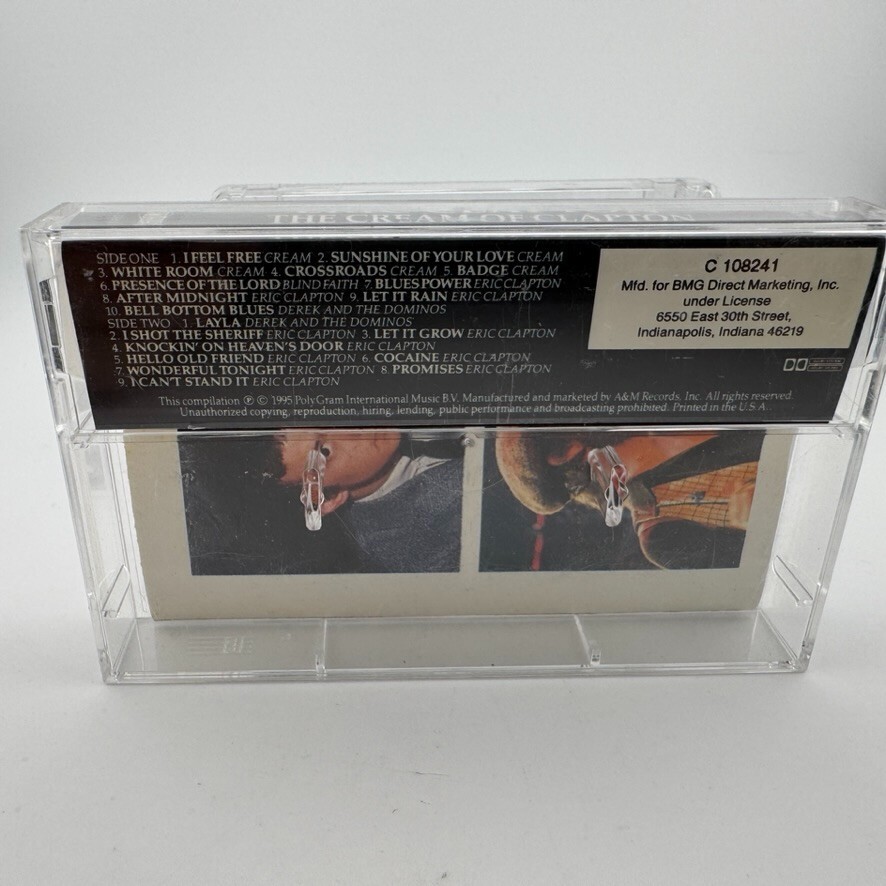 THE CREAM OF CLAPTON
SIDE ONE 1. I FEEL FREE CREAM 2. SUNSHINE OF YOUR LOVE CREAM
3. WHITE ROOM CREAM 4. CROSSROADS CREAM 5. BADGE CREAM
6. PRESENCE OF THE LORD BLIND FAITH 7. BLUES POWER ERIC CLAPTON
8. AFTER MIDNIGHT ERIC CLAPTON 9. LET IT RAIN ERIC CLAPTON
10. BELL BOTTOM BLUES DEREK AND THE DOMINOS
SIDE TWO 1. LAYLA DEREK AND THE DOMINOS
2. I SHOT THE SHERIFF ERIC CLAPTON 3. LET IT GROW ERIC CLAPTON
4. KNOCKIN' ON HEAVEN'S DOOR ERIC CLAPTON
5. HELLO OLD FRIEND ERIC CLAPTON 6. COCAINE ERIC CLAPTON
7. WONDERFUL TONIGHT ERIC CLAPTON 8. PROMISES ERIC CLAPTON
9. I CAN'T STAND IT ERIC CLAPTON
This compilation ℗ © 1995 PolyGram International Music B.V. Manufactured and marketed by A&M Records, Inc. All rights reserved.
Unauthorized copying, reproduction, hiring, lending, public performance and broadcasting prohibited. Printed in the U.S.A.
C 108241
Mfd. for BMG Direct Marketing, Inc.
under License
6550 East 30th Street,
Indianapolis, Indiana 46219